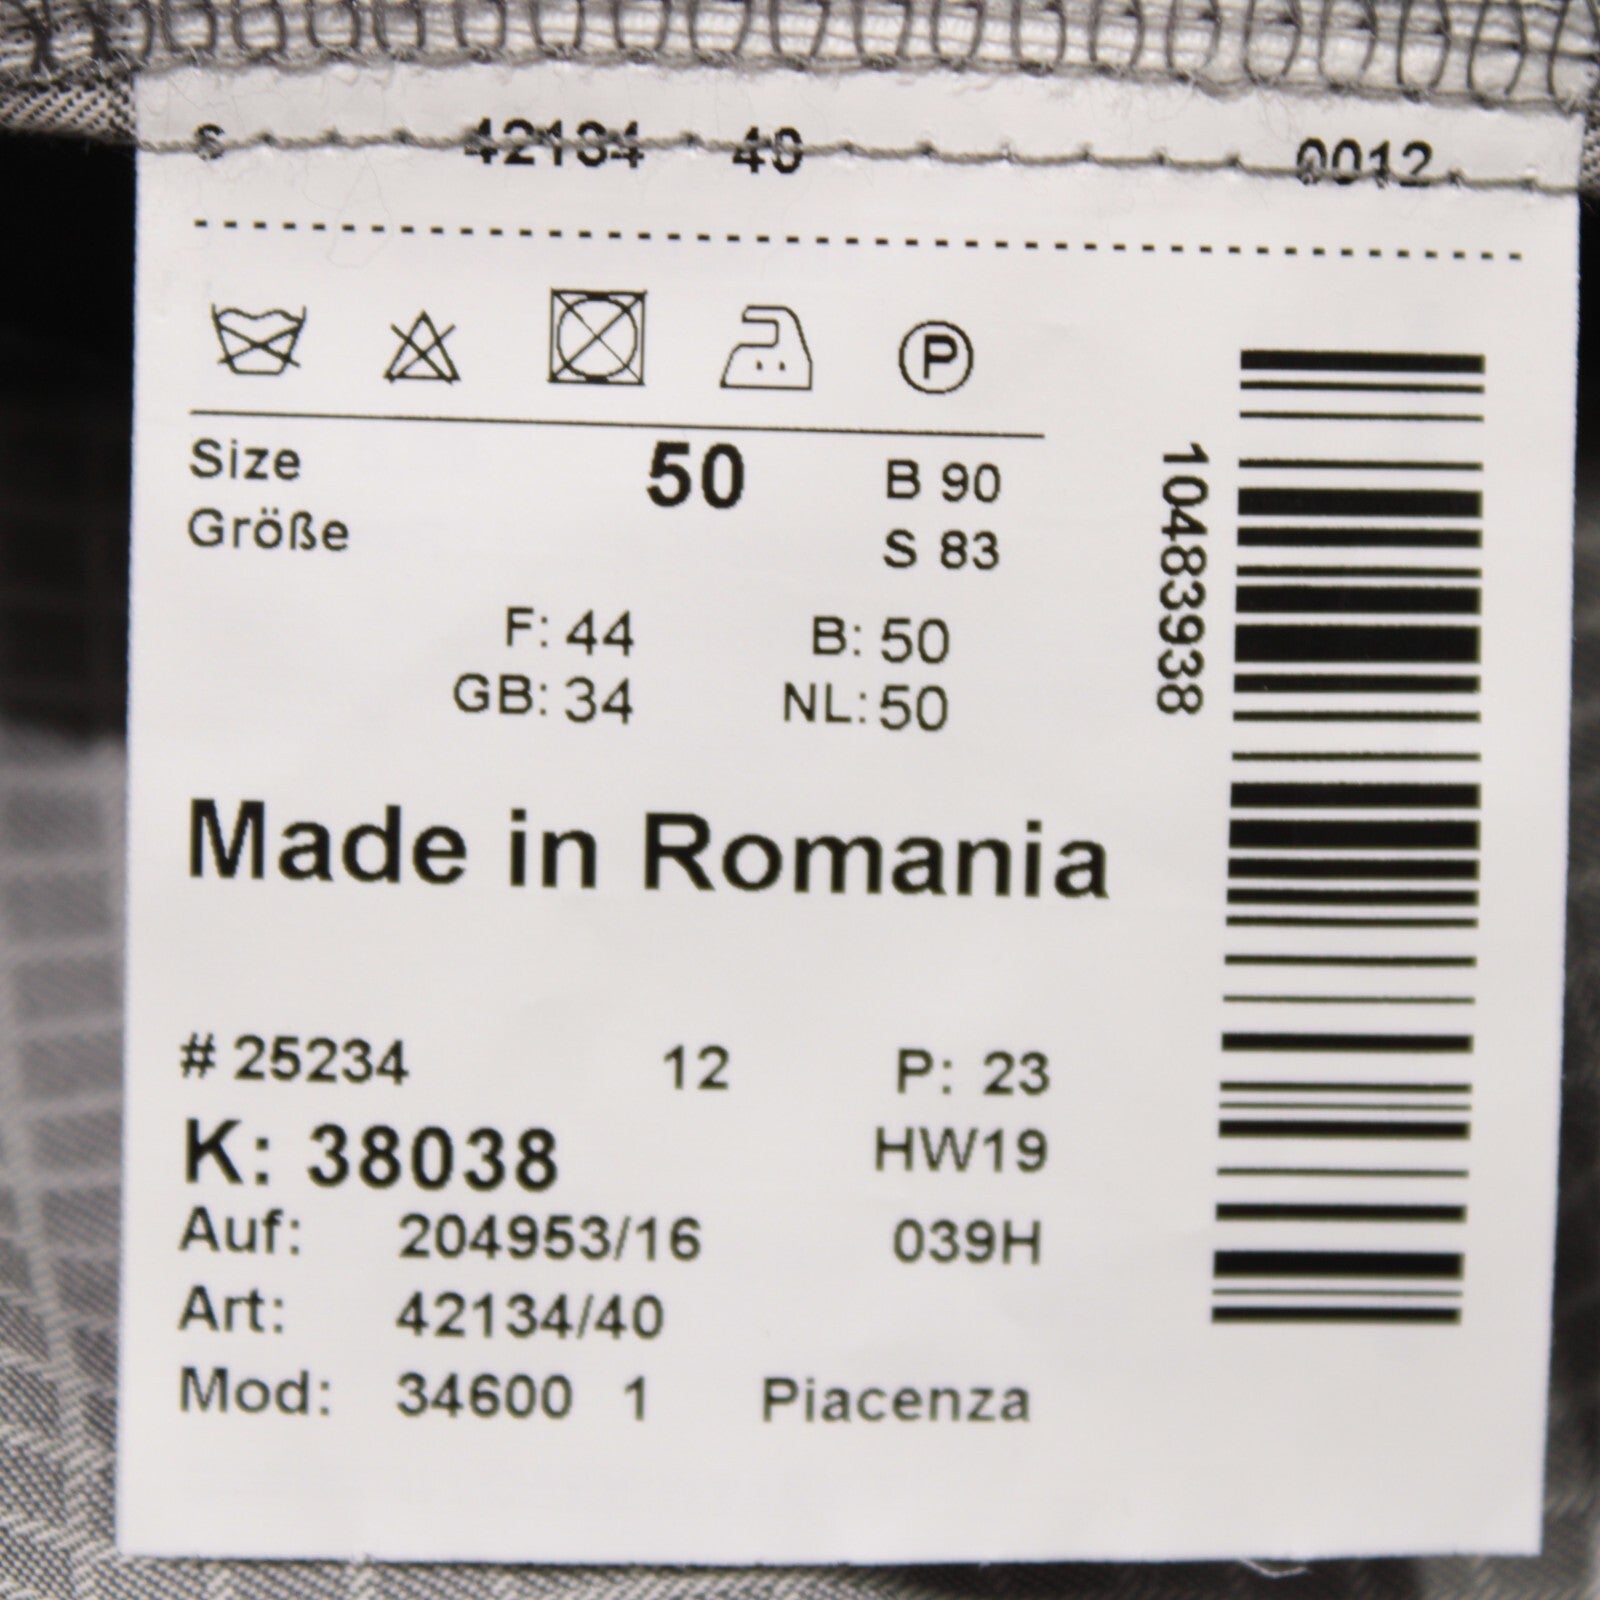 s 42134 40 0012
P
Size 50 B 90
Größe S 83
F: 44 B: 50
GB: 34 NL: 50
Made in Romania
# 25234 12 P: 23
K: 38038 HW19
Auf: 204953/16 039H
Art: 42134/40
Mod: 34600 1 Piacenza
10483938